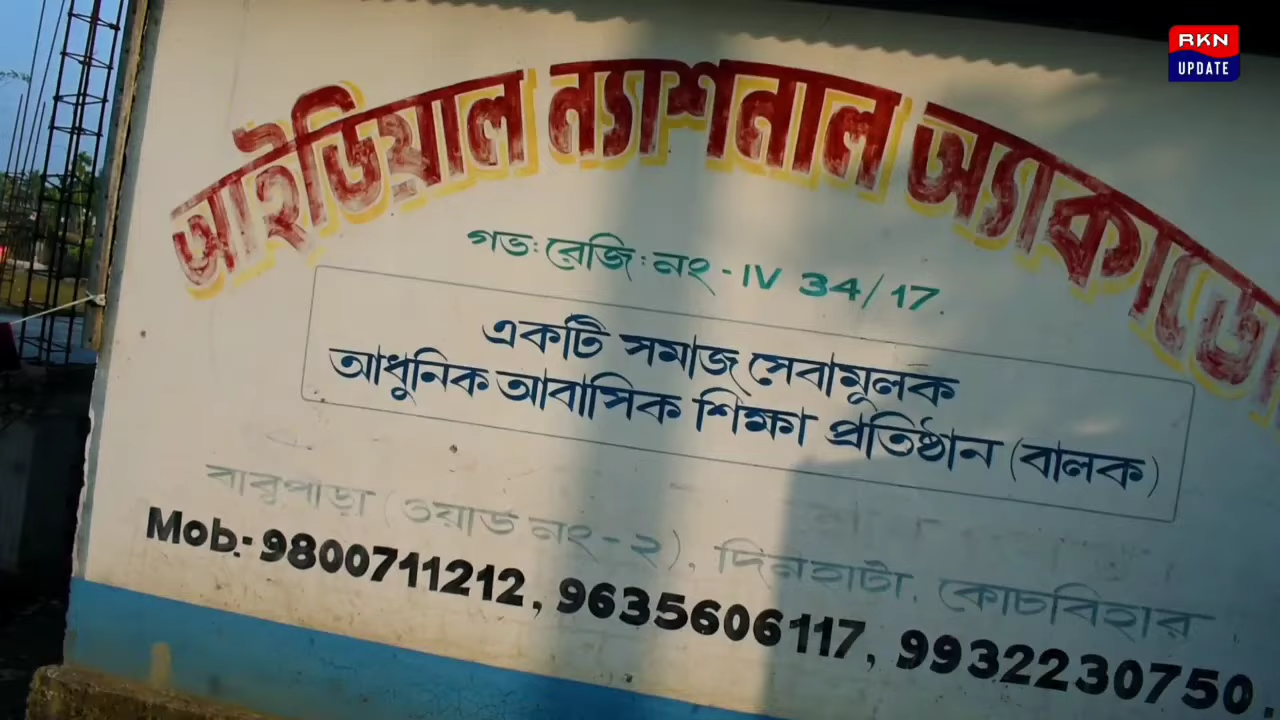 RKN
UPDATE
আইডিয়াল ন্যাশনাল অ্যাকাডে
গভঃ রেজিঃ নং - IV 34/17.
একটি সমাজ সেবামূলক
আধুনিক আবাসিক শিক্ষা প্রতিষ্ঠান (বালক)
বাবুপাড়া (ওয়ার্ড নং - ২), দিনহাটা, কোচবিহার
Mob:- 9800711212, 9635606117, 9932230750.